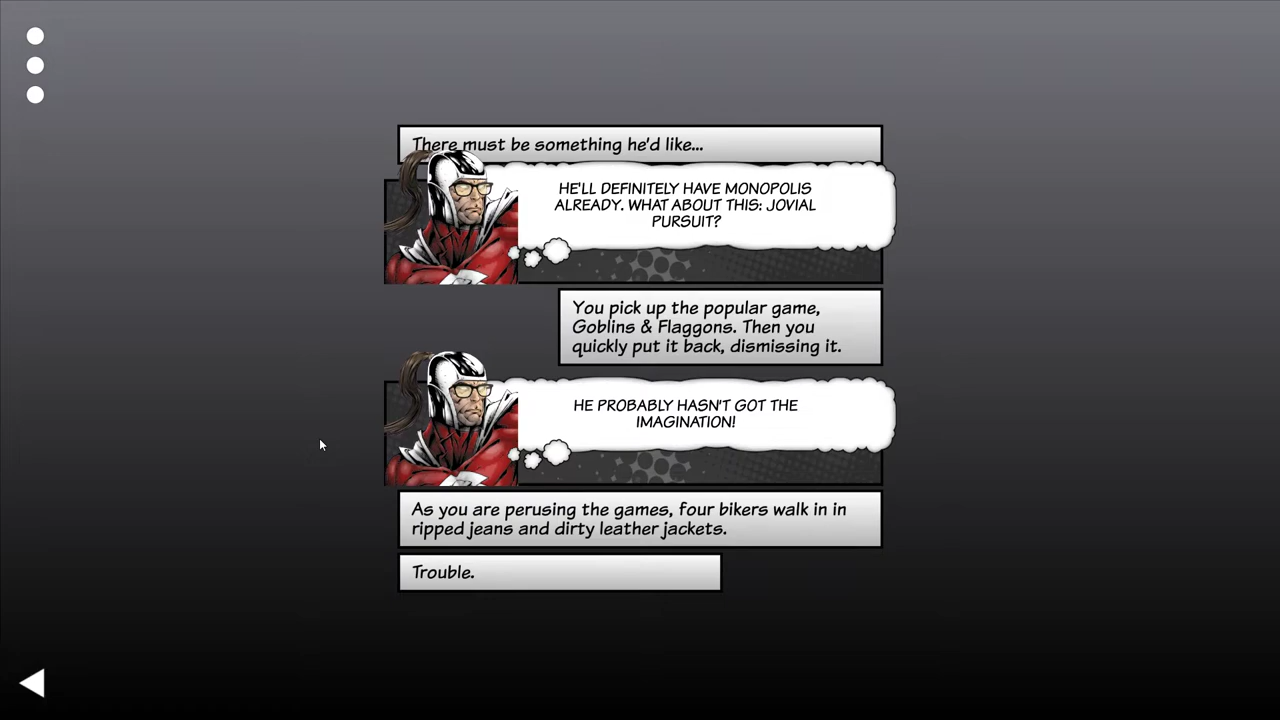 There must be something he'd like...
HE'LL DEFINITELY HAVE MONOPOLIS
ALREADY. WHAT ABOUT THIS: JOVIAL
PURSUIT?
You pick up the popular game,
Goblins & Flaggons. Then you
quickly put it back, dismissing it.
HE PROBABLY HASN'T GOT THE
IMAGINATION!
As you are perusing the games, four bikers walk in in
ripped jeans and dirty leather jackets.
Trouble.